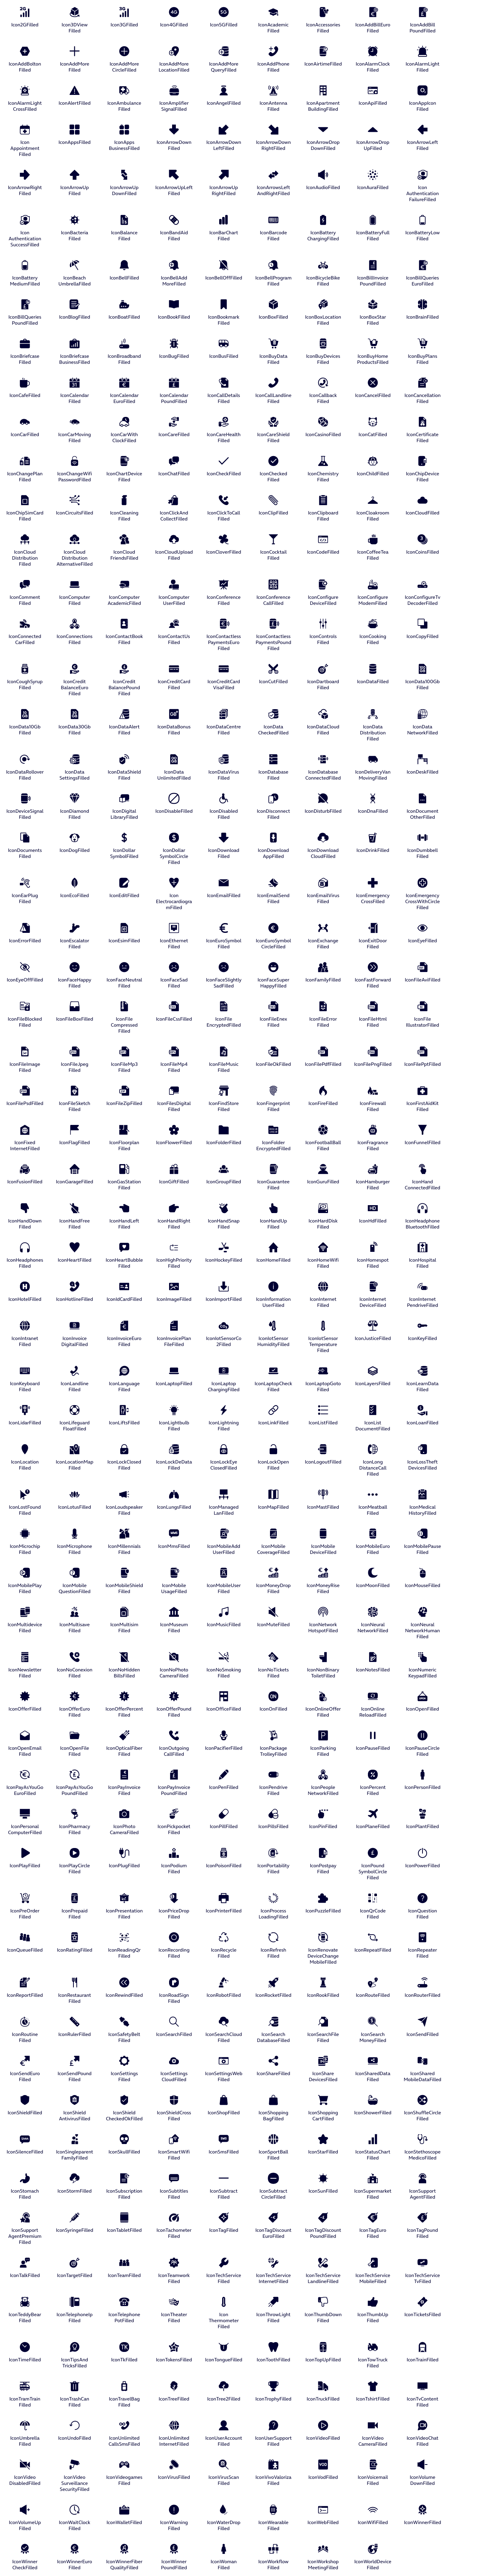 Icon2GFilled Icon3DView Filled Icon3GFilled Icon4GFilled Icon5GFilled IconAcademic Filled IconAccessories Filled IconAddBillEuro Filled IconAddBill PoundFilled
IconAddBolton Filled IconAddMore Filled IconAddMore CircleFilled IconAddMore LocationFilled IconAddMore QueryFilled IconAddPhone Filled IconAirtimeFilled IconAlarmClock Filled IconAlarmLight Filled
IconAlarmLight CrossFilled IconAlertFilled IconAmbulance Filled IconAmplifier SignalFilled IconAngelFilled IconAntenna Filled IconApartment BuildingFilled IconApiFilled IconAppIcon Filled
Icon Appointment Filled IconAppsFilled IconApps BusinessFilled IconArrowDown Filled IconArrowDown LeftFilled IconArrowDown RightFilled IconArrowDrop DownFilled IconArrowDrop UpFilled IconArrowLeft Filled
IconArrowRight Filled IconArrowUp Filled IconArrowUp DownFilled IconArrowUpLeft Filled IconArrowUp RightFilled IconArrowsLeft AndRightFilled IconAudioFilled IconAuraFilled Icon Authentication FailureFilled
Icon Authentication SuccessFilled IconBacteria Filled IconBalance Filled IconBandAid Filled IconBarChart Filled IconBarcode Filled IconBattery ChargingFilled IconBatteryFull Filled IconBatteryLow Filled
IconBattery MediumFilled IconBeach UmbrellaFilled IconBellFilled IconBellAdd MoreFilled IconBellOffFilled IconBellProgram Filled IconBicycleBike Filled IconBillInvoice PoundFilled IconBillQueries EuroFilled
IconBillQueries PoundFilled IconBlogFilled IconBoatFilled IconBookFilled IconBookmark Filled IconBoxFilled IconBoxLocation Filled IconBoxStar Filled IconBrainFilled
IconBriefcase Filled IconBriefcase BusinessFilled IconBroadband Filled IconBugFilled IconBusFilled IconBuyData Filled IconBuyDevices Filled IconBuyHome ProductsFilled IconBuyPlans Filled
IconCafeFilled IconCalendar Filled IconCalendar EuroFilled IconCalendar PoundFilled IconCallDetails Filled IconCallLandline Filled IconCallback Filled IconCancelFilled IconCancellation Filled
IconCarFilled IconCarMoving Filled IconCarWith ClockFilled IconCareFilled IconCareHealth Filled IconCareShield Filled IconCasinoFilled IconCatFilled IconCertificate Filled
IconChangePlan Filled IconChangeWifi PasswordFilled IconChartDevice Filled IconChatFilled IconCheckFilled IconChecked Filled IconChemistry Filled IconChildFilled IconChipDevice Filled
IconChipSimCard Filled IconCircuitsFilled IconCleaning Filled IconClickAnd CollectFilled IconClickToCall Filled IconClipFilled IconClipboard Filled IconCloakroom Filled IconCloudFilled
IconCloud Distribution Filled IconCloud Distribution AlternativeFilled IconCloud FriendsFilled IconCloudUpload Filled IconCloverFilled IconCocktail Filled IconCodeFilled IconCoffeeTea Filled IconCoinsFilled
IconComment Filled IconComputer Filled IconComputer AcademicFilled IconComputer UserFilled IconConference Filled IconConference CallFilled IconConfigure DeviceFilled IconConfigure ModemFilled IconConfigureTv DecoderFilled
IconConnected CarFilled IconConnections Filled IconContactBook Filled IconContactUs Filled IconContactless PaymentsEuro Filled IconContactless PaymentsPound Filled IconControls Filled IconCooking Filled IconCopyFilled
IconCoughSyrup Filled IconCredit BalanceEuro Filled IconCredit BalancePound Filled IconCreditCard Filled IconCreditCard VisaFilled IconCutFilled IconDartboard Filled IconDataFilled IconData100Gb Filled
IconData10Gb Filled IconData30Gb Filled IconDataAlert Filled IconDataBonus Filled IconDataCentre Filled IconData CheckedFilled IconDataCloud Filled IconData Distribution Filled IconData NetworkFilled
IconDataRollover Filled IconData SettingsFilled IconDataShield Filled IconData UnlimitedFilled IconDataVirus Filled IconDatabase Filled IconDatabase ConnectedFilled IconDeliveryVan MovingFilled IconDeskFilled
IconDeviceSignal Filled IconDiamond Filled IconDigital LibraryFilled IconDisableFilled IconDisabled Filled IconDisconnect Filled IconDisturbFilled IconDnaFilled IconDocument OtherFilled
IconDocuments Filled IconDogFilled IconDollar SymbolFilled IconDollar SymbolCircle Filled IconDownload Filled IconDownload AppFilled IconDownload CloudFilled IconDrinkFilled IconDumbbell Filled
IconEarPlug Filled IconEcoFilled IconEditFilled Icon Electrocardiogra mFilled IconEmailFilled IconEmailSend Filled IconEmailVirus Filled IconEmergency CrossFilled IconEmergency CrossWithCircle Filled
IconErrorFilled IconEscalator Filled IconEsimFilled IconEthernet Filled IconEuroSymbol Filled IconEuroSymbol CircleFilled IconExchange Filled IconExitDoor Filled IconEyeFilled
IconEyeOffFilled IconFaceHappy Filled IconFaceNeutral Filled IconFaceSad Filled IconFaceSlightly SadFilled IconFaceSuper HappyFilled IconFamilyFilled IconFastForward Filled IconFileAviFilled
IconFileBlocked Filled IconFileBoxFilled IconFile Compressed Filled IconFileCssFilled IconFile EncryptedFilled IconFileEnex Filled IconFileError Filled IconFileHtml Filled IconFile IllustratorFilled
IconFileImage Filled IconFileJpeg Filled IconFileMp3 Filled IconFileMp4 Filled IconFileMusic Filled IconFileOkFilled IconFilePdfFilled IconFilePngFilled IconFilePptFilled
IconFilePsdFilled IconFileSketch Filled IconFileZipFilled IconFilesDigital Filled IconFindStore Filled IconFingerprint Filled IconFireFilled IconFirewall Filled IconFirstAidKit Filled
IconFixed InternetFilled IconFlagFilled IconFloorplan Filled IconFlowerFilled IconFolderFilled IconFolder EncryptedFilled IconFootballBall Filled IconFragrance Filled IconFunnelFilled
IconFusionFilled IconGarageFilled IconGasStation Filled IconGiftFilled IconGroupFilled IconGuarantee Filled IconGuruFilled IconHamburger Filled IconHand ConnectedFilled
IconHandDown Filled IconHandFree Filled IconHandLeft Filled IconHandRight Filled IconHandSnap Filled IconHandUp Filled IconHardDisk Filled IconHdFilled IconHeadphone BluetoothFilled
IconHeadphones Filled IconHeartFilled IconHeartBubble Filled IconHighPriority Filled IconHockeyFilled IconHomeFilled IconHomeWifi Filled IconHomespot Filled IconHospital Filled
IconHotelFilled IconHotlineFilled IconIdCardFilled IconImageFilled IconImportFilled IconInformation UserFilled IconInternet Filled IconInternet DeviceFilled IconInternet PendriveFilled
IconIntranet Filled IconInvoice DigitalFilled IconInvoiceEuro Filled IconInvoicePlan FileFilled IconIotSensorCo 2Filled IconIotSensor HumidityFilled IconIotSensor Temperature Filled IconJusticeFilled IconKeyFilled
IconKeyboard Filled IconLandline Filled IconLanguage Filled IconLaptopFilled IconLaptop ChargingFilled IconLaptopCheck Filled IconLaptopGoto Filled IconLayersFilled IconLearnData Filled
IconLidarFilled IconLifeguard FloatFilled IconLiftsFilled IconLightbulb Filled IconLightning Filled IconLinkFilled IconListFilled IconList DocumentFilled IconLoanFilled
IconLocation Filled IconLocationMap Filled IconLockClosed Filled IconLockDeData Filled IconLockEye ClosedFilled IconLockOpen Filled IconLogoutFilled IconLong DistanceCall Filled IconLossTheft DevicesFilled
IconLostFound Filled IconLotusFilled IconLoudspeaker Filled IconLungsFilled IconManaged LanFilled IconMapFilled IconMastFilled IconMeatball Filled IconMedical HistoryFilled
IconMicrochip Filled IconMicrophone Filled IconMillennials Filled IconMmsFilled IconMobileAdd UserFilled IconMobile CoverageFilled IconMobile DeviceFilled IconMobileEuro Filled IconMobilePause Filled
IconMobilePlay Filled IconMobile QuestionFilled IconMobileShield Filled IconMobile UsageFilled IconMobileUser Filled IconMoneyDrop Filled IconMoneyRise Filled IconMoonFilled IconMouseFilled
IconMultidevice Filled IconMultisave Filled IconMultisim Filled IconMuseum Filled IconMusicFilled IconMuteFilled IconNetwork HotspotFilled IconNeural NetworkFilled IconNeural NetworkHuman Filled
IconNewsletter Filled IconNoConexion Filled IconNoHidden BillsFilled IconNoPhoto CameraFilled IconNoSmoking Filled IconNoTickets Filled IconNonBinary ToiletFilled IconNotesFilled IconNumeric KeypadFilled
IconOfferFilled IconOfferEuro Filled IconOfferPercent Filled IconOfferPound Filled IconOfficeFilled IconOnFilled IconOnlineOffer Filled IconOnline ReloadFilled IconOpenFilled
IconOpenEmail Filled IconOpenFile Filled IconOpticalFiber Filled IconOutgoing CallFilled IconPacifierFilled IconPackage TrolleyFilled IconParking Filled IconPauseFilled IconPauseCircle Filled
IconPayAsYouGo EuroFilled IconPayAsYouGo PoundFilled IconPayInvoice Filled IconPayInvoice PoundFilled IconPenFilled IconPendrive Filled IconPeople NetworkFilled IconPercent Filled IconPersonFilled
IconPersonal ComputerFilled IconPharmacy Filled IconPhoto CameraFilled IconPickpocket Filled IconPillFilled IconPillsFilled IconPinFilled IconPlaneFilled IconPlantFilled
IconPlayFilled IconPlayCircle Filled IconPlugFilled IconPodium Filled IconPoisonFilled IconPortability Filled IconPostpay Filled IconPound SymbolCircle Filled IconPowerFilled
IconPreOrder Filled IconPrepaid Filled IconPresentation Filled IconPriceDrop Filled IconPrinterFilled IconProcess LoadingFilled IconPuzzleFilled IconQrCode Filled IconQuestion Filled
IconQueueFilled IconRatingFilled IconReadingQr Filled IconRecording Filled IconRecycle Filled IconRefresh Filled IconRenovate DeviceChange MobileFilled IconRepeatFilled IconRepeater Filled
IconReportFilled IconRestaurant Filled IconRewindFilled IconRoadSign Filled IconRobotFilled IconRocketFilled IconRookFilled IconRouteFilled IconRouterFilled
IconRoutine Filled IconRulerFilled IconSafetyBelt Filled IconSearchFilled IconSearchCloud Filled IconSearch DatabaseFilled IconSearchFile Filled IconSearch MoneyFilled IconSendFilled
IconSendEuro Filled IconSendPound Filled IconSettings Filled IconSettings CloudFilled IconSettingsWeb Filled IconShareFilled IconShare DevicesFilled IconSharedData Filled IconShared MobileDataFilled
IconShieldFilled IconShield AntivirusFilled IconShield CheckedOkFilled IconShieldCross Filled IconShopFilled IconShopping BagFilled IconShopping CartFilled IconShowerFilled IconShuffleCircle Filled
IconSilenceFilled IconSingleparent FamilyFilled IconSkullFilled IconSmartWifi Filled IconSmsFilled IconSportBall Filled IconStarFilled IconStatusChart Filled IconStethoscope MedicoFilled
IconStomach Filled IconStormFilled IconSubscription Filled IconSubtitles Filled IconSubtract Filled IconSubtract CircleFilled IconSunFilled IconSupermarket Filled IconSupport AgentFilled
IconSupport AgentPremium Filled IconSyringeFilled IconTabletFilled IconTachometer Filled IconTagFilled IconTagDiscount EuroFilled IconTagDiscount PoundFilled IconTagEuro Filled IconTagPound Filled
IconTalkFilled IconTargetFilled IconTeamFilled IconTeamwork Filled IconTechService Filled IconTechService InternetFilled IconTechService LandlineFilled IconTechService MobileFilled IconTechService TvFilled
IconTeddyBear Filled IconTelephoneIp Filled IconTelephone PotFilled IconTheater Filled Icon Thermometer Filled IconThrowLight Filled IconThumbDown Filled IconThumbUp Filled IconTicketsFilled
IconTimeFilled IconTipsAnd TricksFilled IconTkFilled IconTokensFilled IconTongueFilled IconToothFilled IconTopUpFilled IconTowTruck Filled IconTrainFilled
IconTramTrain Filled IconTrashCan Filled IconTravelBag Filled IconTreeFilled IconTree2Filled IconTrophyFilled IconTruckFilled IconTshirtFilled IconTvContent Filled
IconUmbrella Filled IconUndoFilled IconUnlimited CallsSmsFilled IconUnlimited InternetFilled IconUserAccount Filled IconUserSupport Filled IconVideoFilled IconVideo CameraFilled IconVideoChat Filled
IconVideo DisabledFilled IconVideo Surveillance SecurityFilled IconVideogames Filled IconVirusFilled IconVirusScan Filled IconVivoValoriza Filled IconVodFilled IconVoicemail Filled IconVolume DownFilled
IconVolumeUp Filled IconWaitClock Filled IconWalletFilled IconWarning Filled IconWaterDrop Filled IconWearable Filled IconWebFilled IconWifiFilled IconWinnerFilled
IconWinner CheckFilled IconWinnerEuro Filled IconWinnerFiber QualityFilled IconWinner PoundFilled IconWoman Filled IconWorkflow Filled IconWorkshop MeetingFilled IconWorldDevice Filled